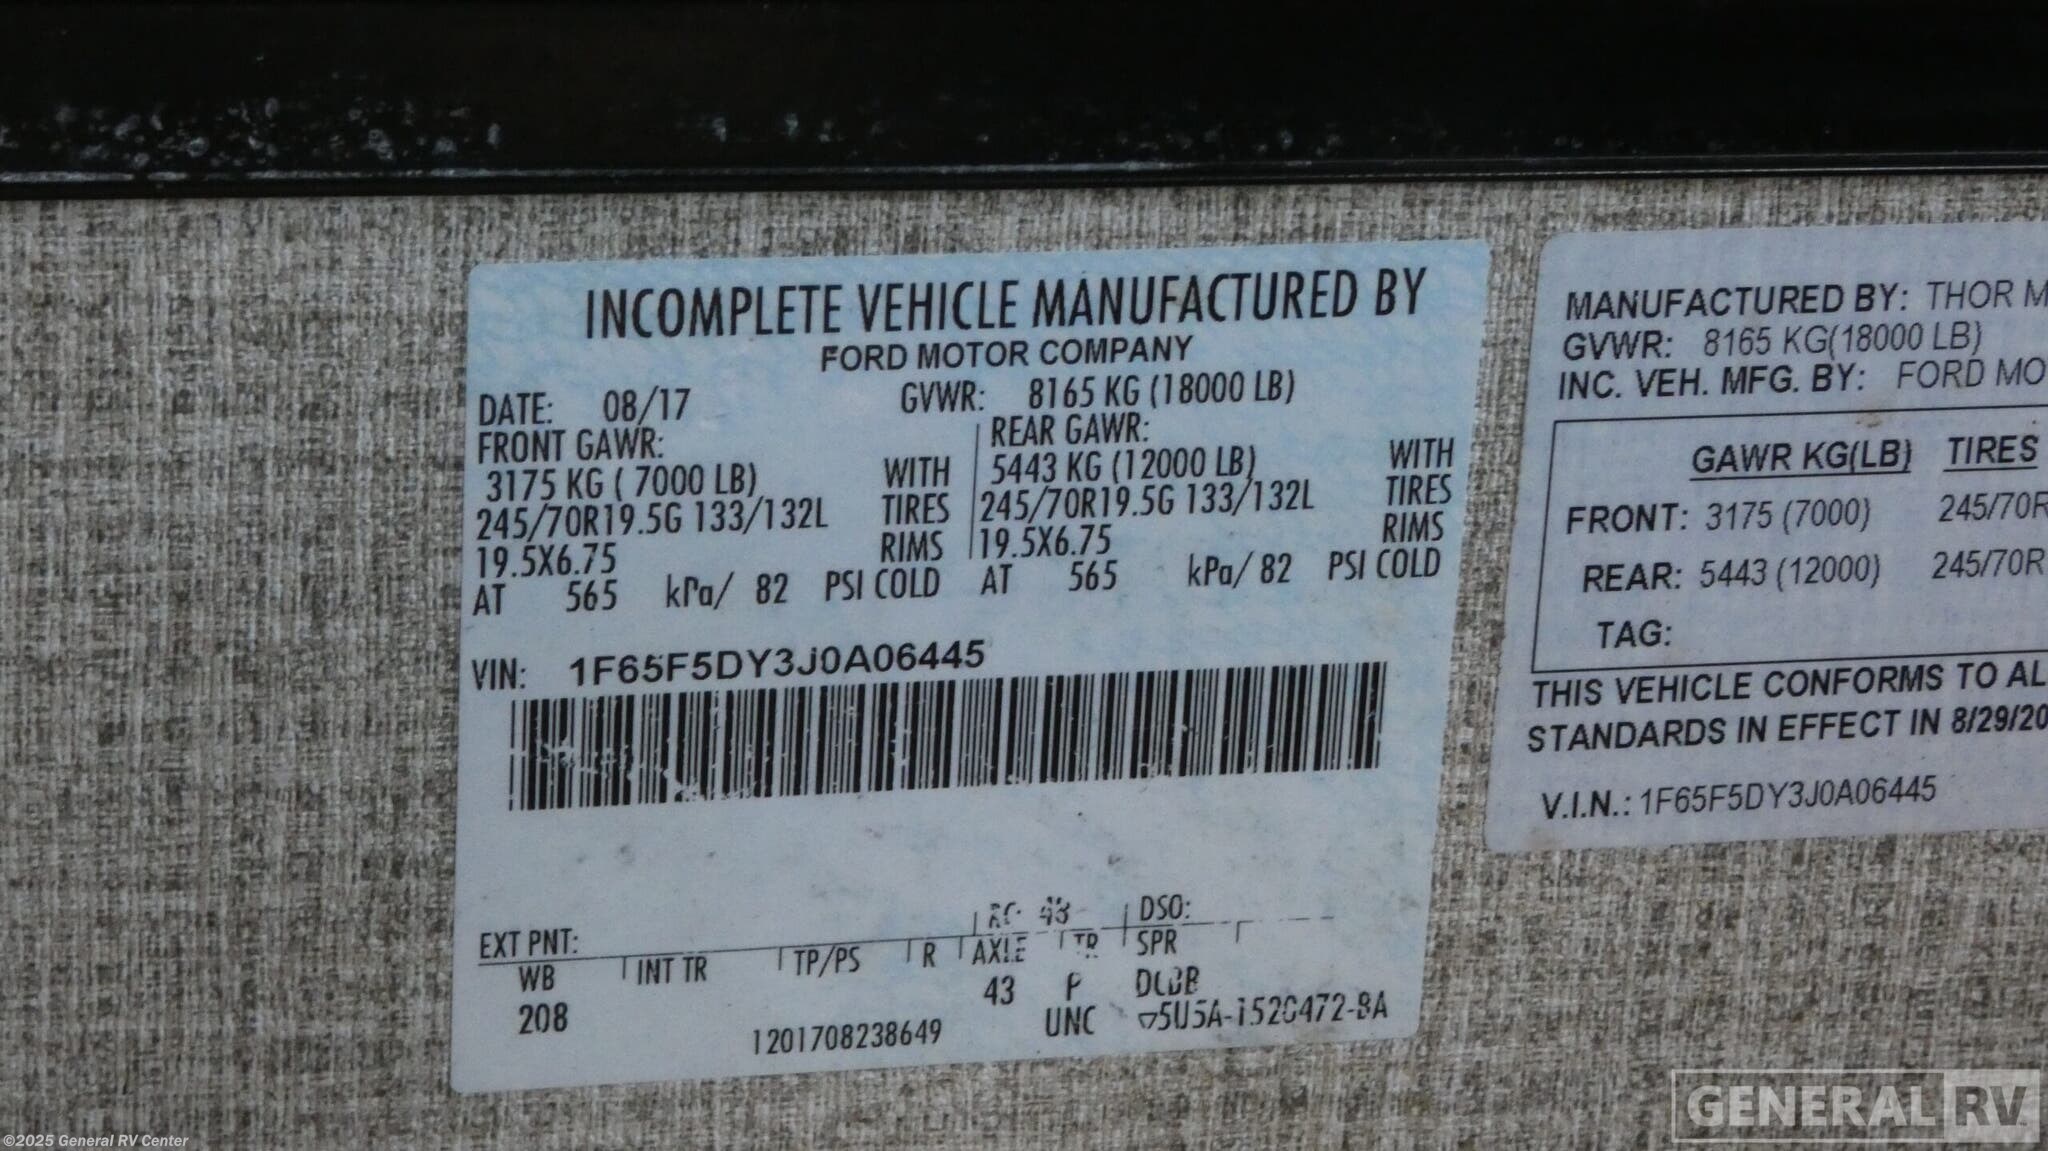 INCOMPLETE VEHICLE MANUFACTURED BY
FORD MOTOR COMPANY
DATE: 08/17 GVWR: 8165 KG (18000 LB)
FRONT GAWR: REAR GAWR:
3175 KG ( 7000 LB) WITH 5443 KG (12000 LB) WITH
245/70R19.5G 133/132L TIRES 245/70R19.5G 133/132L TIRES
19.5X6.75 RIMS 19.5X6.75 RIMS
AT 565 kPa/ 82 PSI COLD AT 565 kPa/ 82 PSI COLD
VIN: 1F65F5DY3J0A06445
EXT PNT: RC: 48 DSO:
WB INT TR TP/PS R AXLE TR SPR
208 43 P
1201708238649 UNC
MANUFACTURED BY: THOR M
GVWR: 8165 KG(18000 LB)
INC. VEH. MFG. BY: FORD MO
GAWR KG(LB) TIRES
FRONT: 3175 (7000) 245/70R
REAR: 5443 (12000) 245/70R
TAG:
THIS VEHICLE CONFORMS TO AL
STANDARDS IN EFFECT IN 8/29/20
V.I.N.: 1F65F5DY3J0A06445
GENERAL RV
©2025 General RV Center